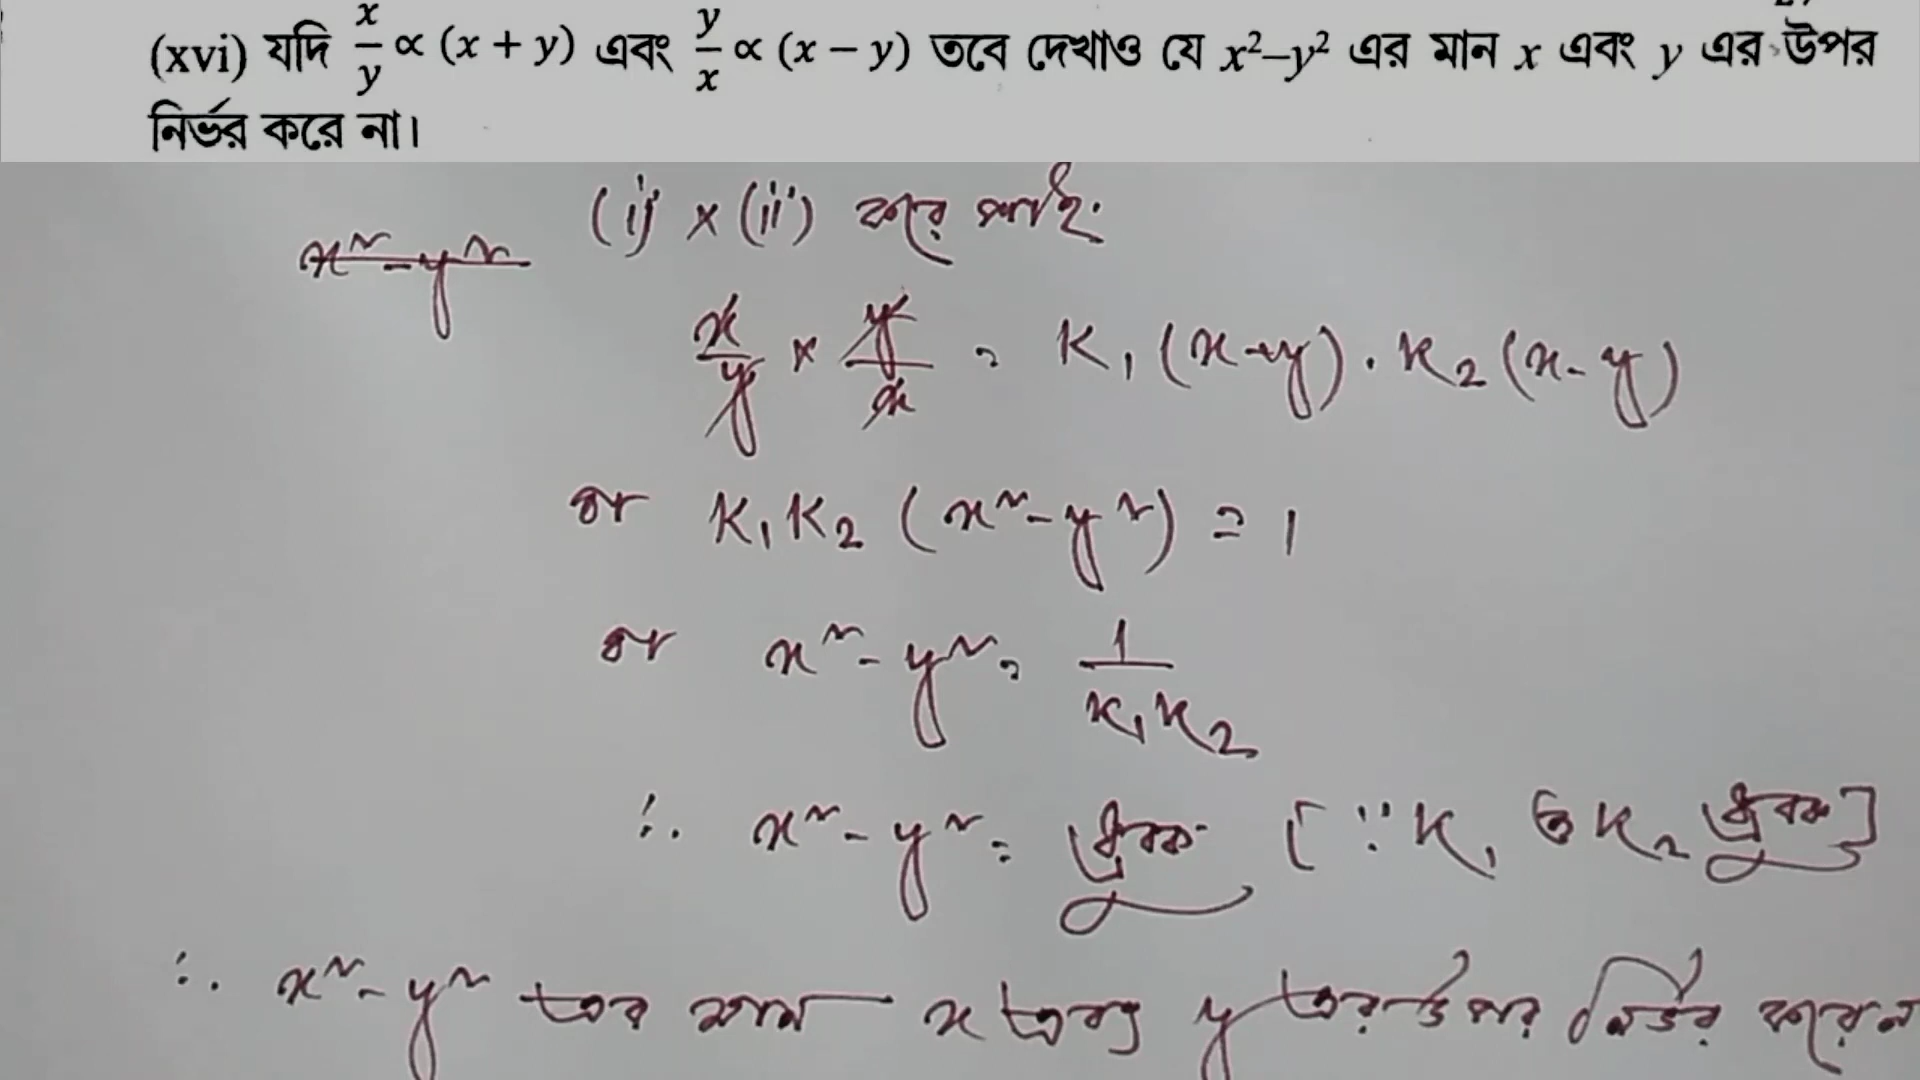 (xvi) যদি x/y ∝ (x + y) এবং y/x ∝ (x − y) তবে দেখাও যে x²–y² এর মান x এবং y এর উপর
নির্ভর করে না।
(i) × (ii) করে পাই
x² - y²
x/y × y/x = K₁(x+y) · K₂(x-y)
বা K₁K₂(x² - y²) = 1
বা x² - y² = 1/K₁K₂
∴ x² - y² = ধ্রুবক [∵ K₁ ও K₂ ধ্রুবক]
∴ x² - y² এর মান x এবং y এর উপর নির্ভর করে ন